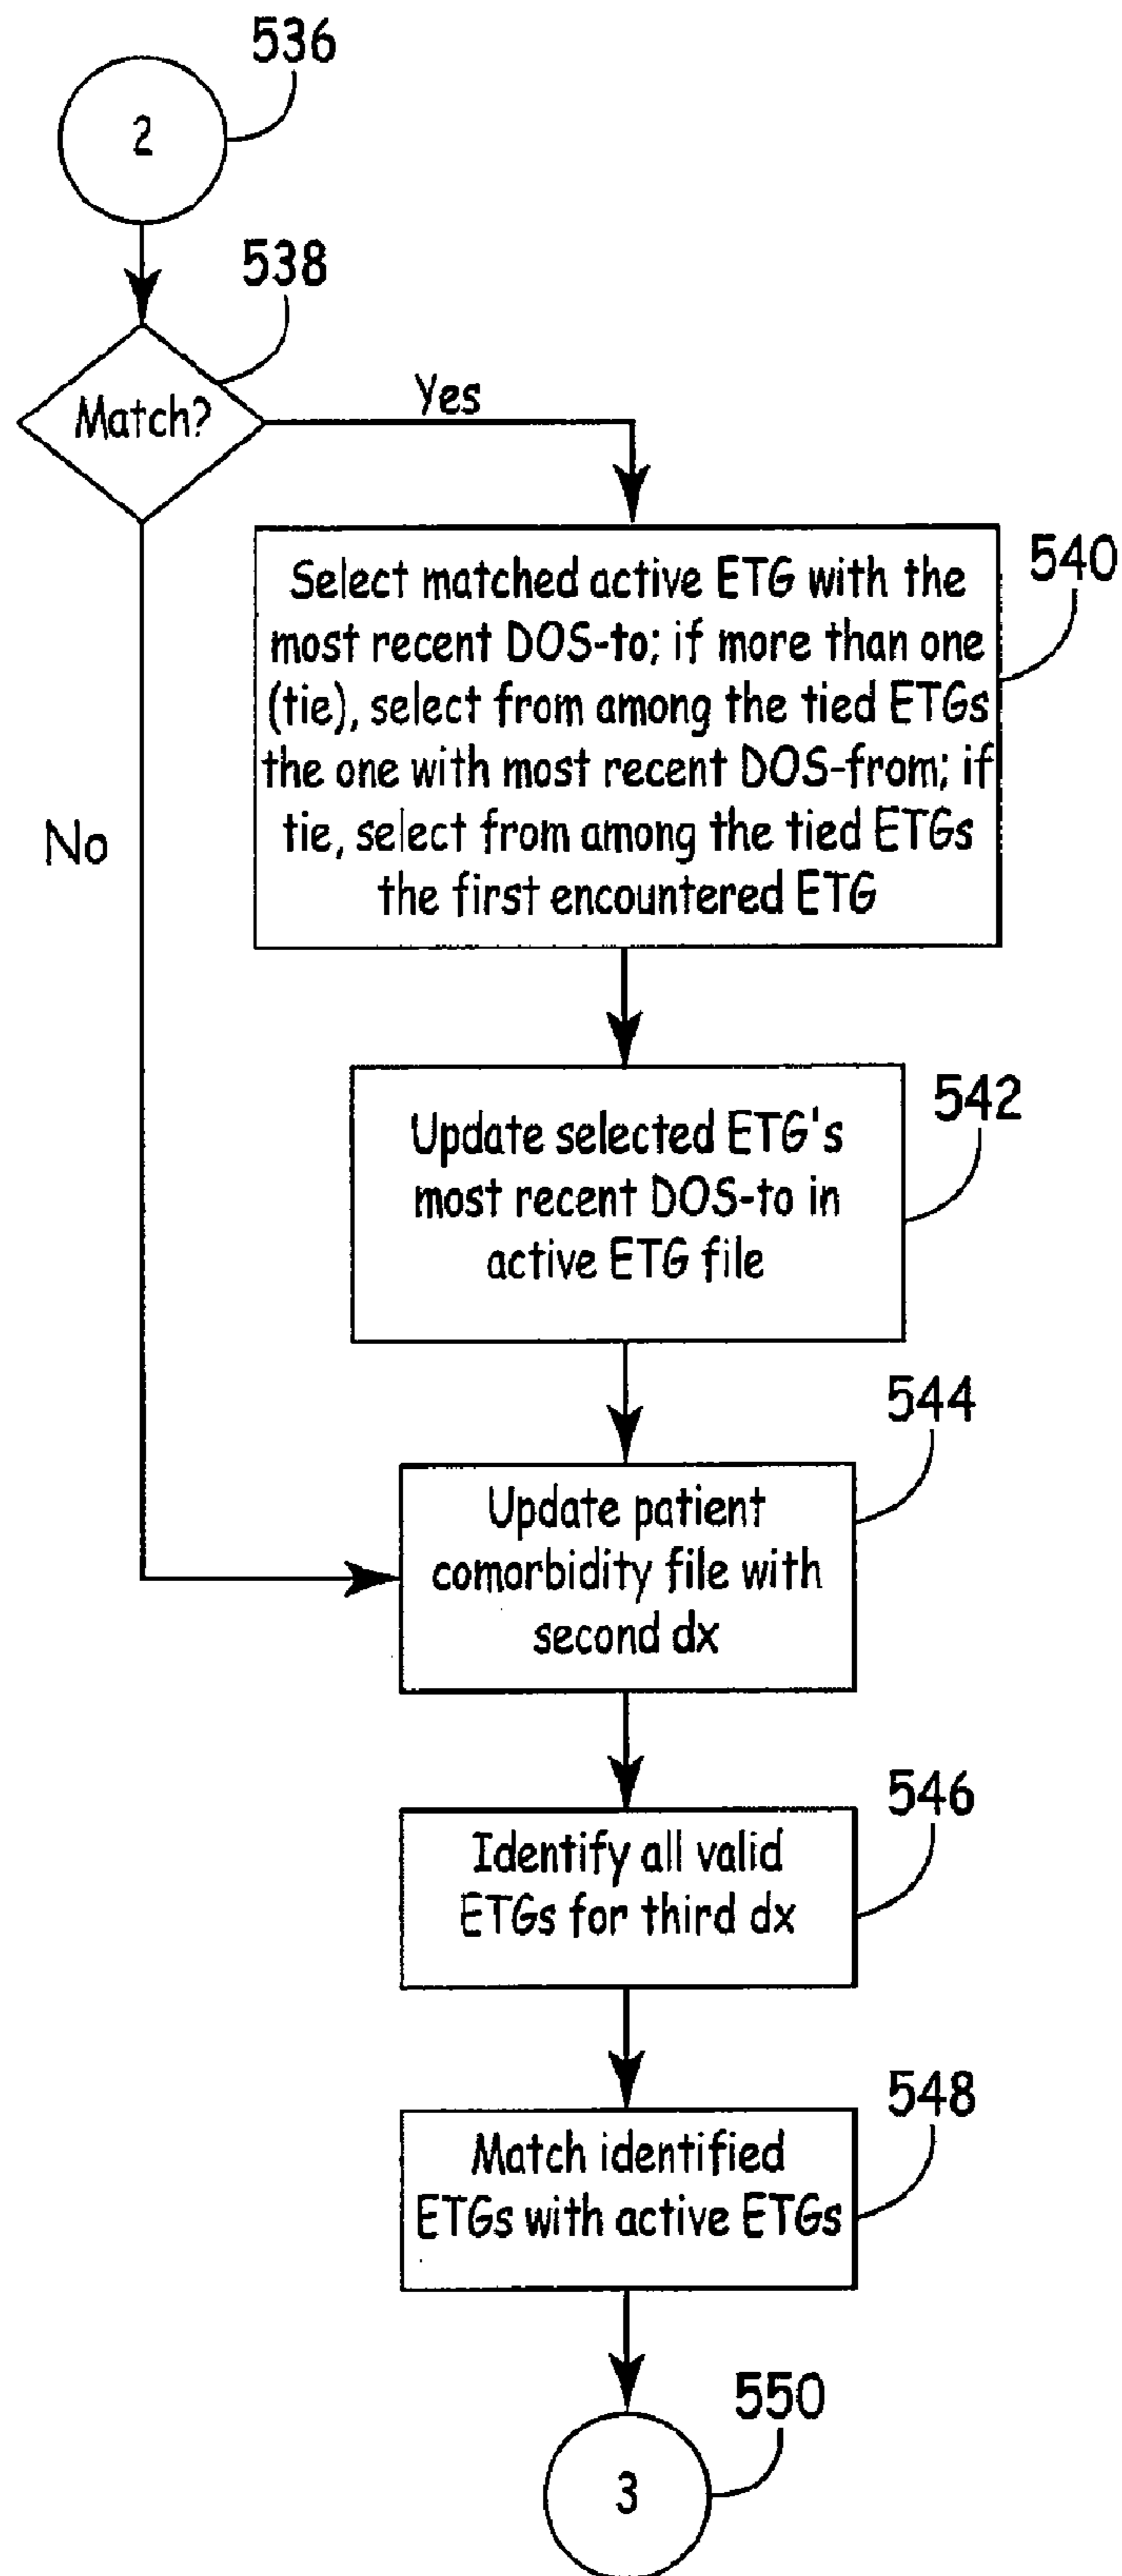 536
2
538
Match?
Yes
No
540
Select matched active ETG with the
most recent DOS-to; if more than one
(tie), select from among the tied ETGs
the one with most recent DOS-from; if
tie, select from among the tied ETGs
the first encountered ETG
542
Update selected ETG's
most recent DOS-to in
active ETG file
544
Update patient
comorbidity file with
second dx
546
Identify all valid
ETGs for third dx
548
Match identified
ETGs with active ETGs
550
3